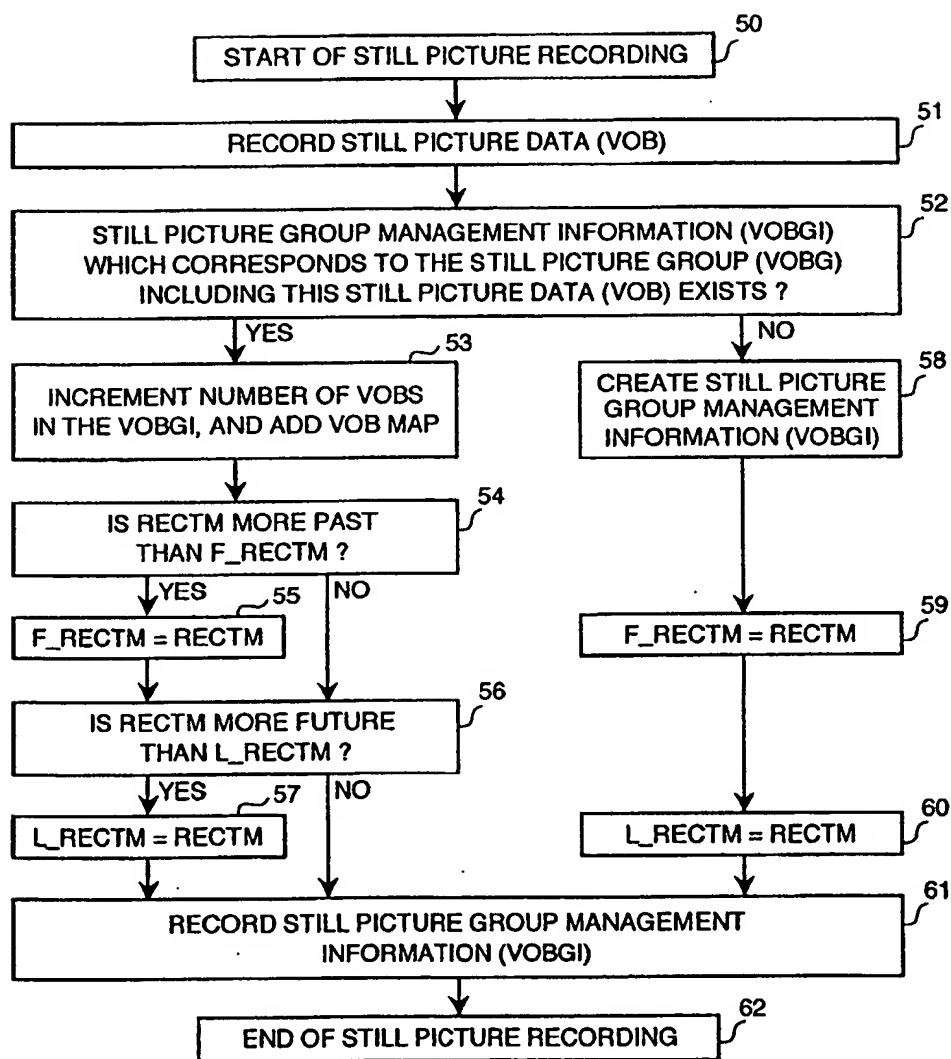 50
START OF STILL PICTURE RECORDING
51
RECORD STILL PICTURE DATA (VOB)
52
STILL PICTURE GROUP MANAGEMENT INFORMATION (VOBGI)
WHICH CORRESPONDS TO THE STILL PICTURE GROUP (VOBG)
INCLUDING THIS STILL PICTURE DATA (VOB) EXISTS ?
YES
NO
53
INCREMENT NUMBER OF VOBS
IN THE VOBGI, AND ADD VOB MAP
58
CREATE STILL PICTURE
GROUP MANAGEMENT
INFORMATION (VOBGI)
54
IS RECTM MORE PAST
THAN F_RECTM ?
YES
NO
55
F_RECTM = RECTM
59
F_RECTM = RECTM
56
IS RECTM MORE FUTURE
THAN L_RECTM ?
YES
NO
57
L_RECTM = RECTM
60
L_RECTM = RECTM
61
RECORD STILL PICTURE GROUP MANAGEMENT
INFORMATION (VOBGI)
62
END OF STILL PICTURE RECORDING